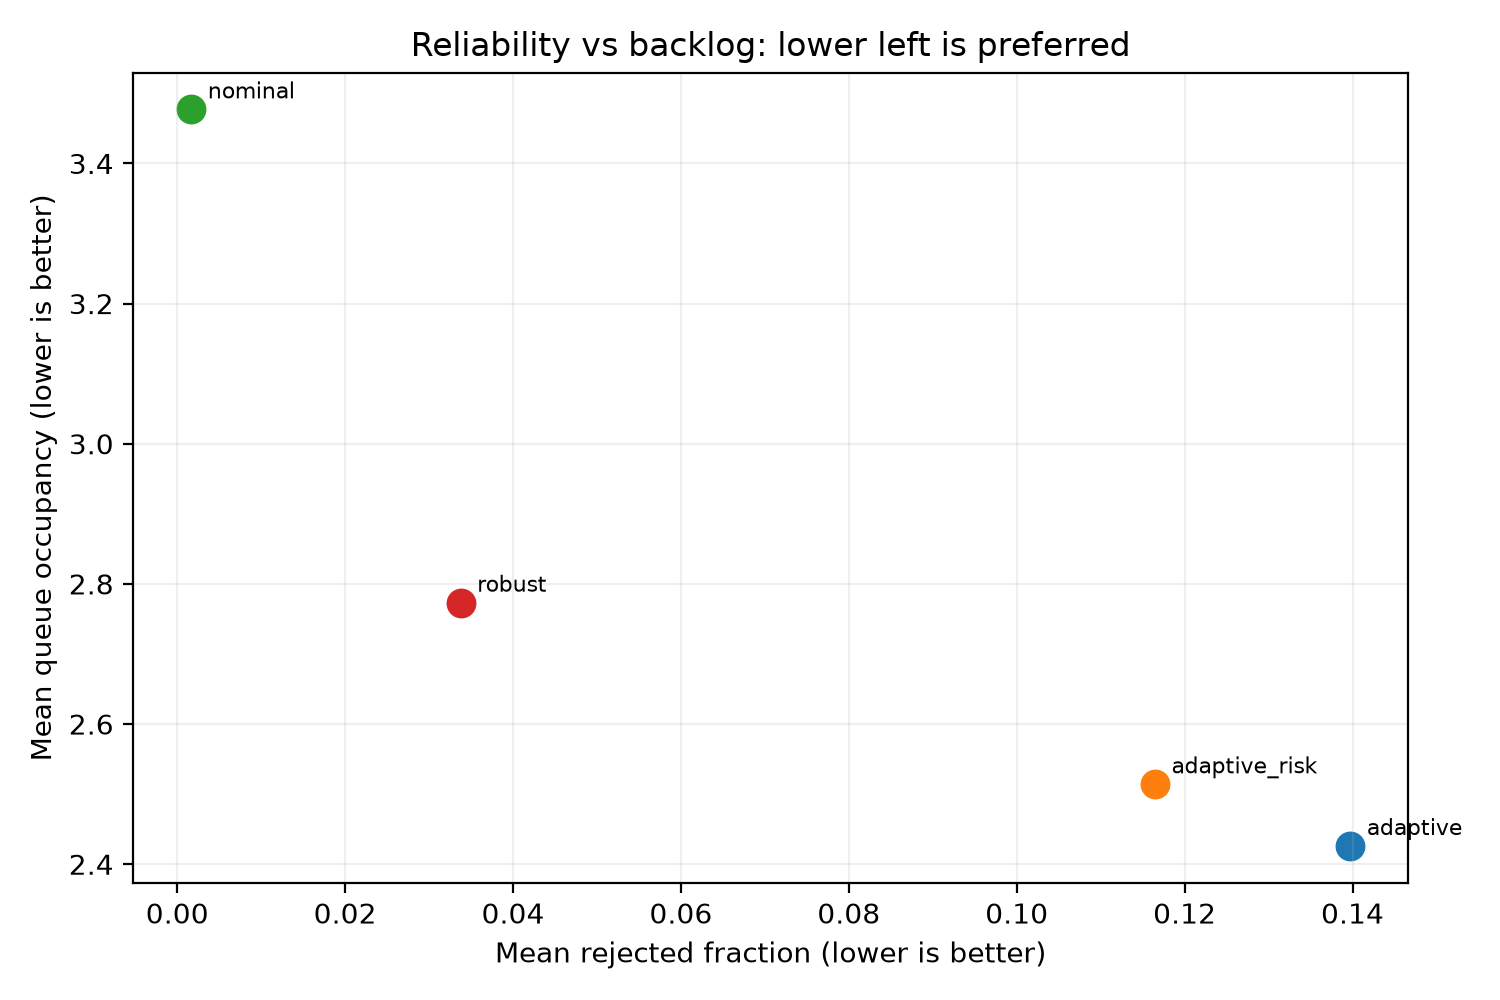 Reliability vs backlog: lower left is preferred
nominal
robust
adaptive_risk
adaptive
Mean queue occupancy (lower is better)
3.4
3.2
3.0
2.8
2.6
2.4
0.00 0.02 0.04 0.06 0.08 0.10 0.12 0.14
Mean rejected fraction (lower is better)